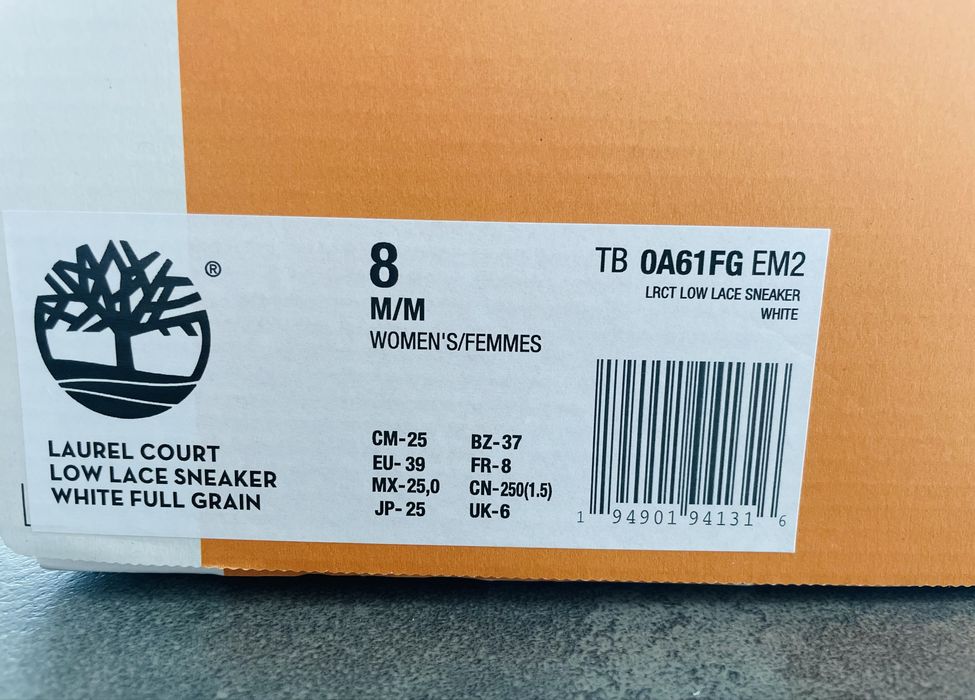 ®
8
M/M
WOMEN'S/FEMMES
TB 0A61FG EM2
LRCT LOW LACE SNEAKER
WHITE
LAUREL COURT
LOW LACE SNEAKER
WHITE FULL GRAIN
CM-25 BZ-37
EU-39 FR-8
MX-25,0 CN-250(1.5)
JP-25 UK-6
1 94901 94131 6